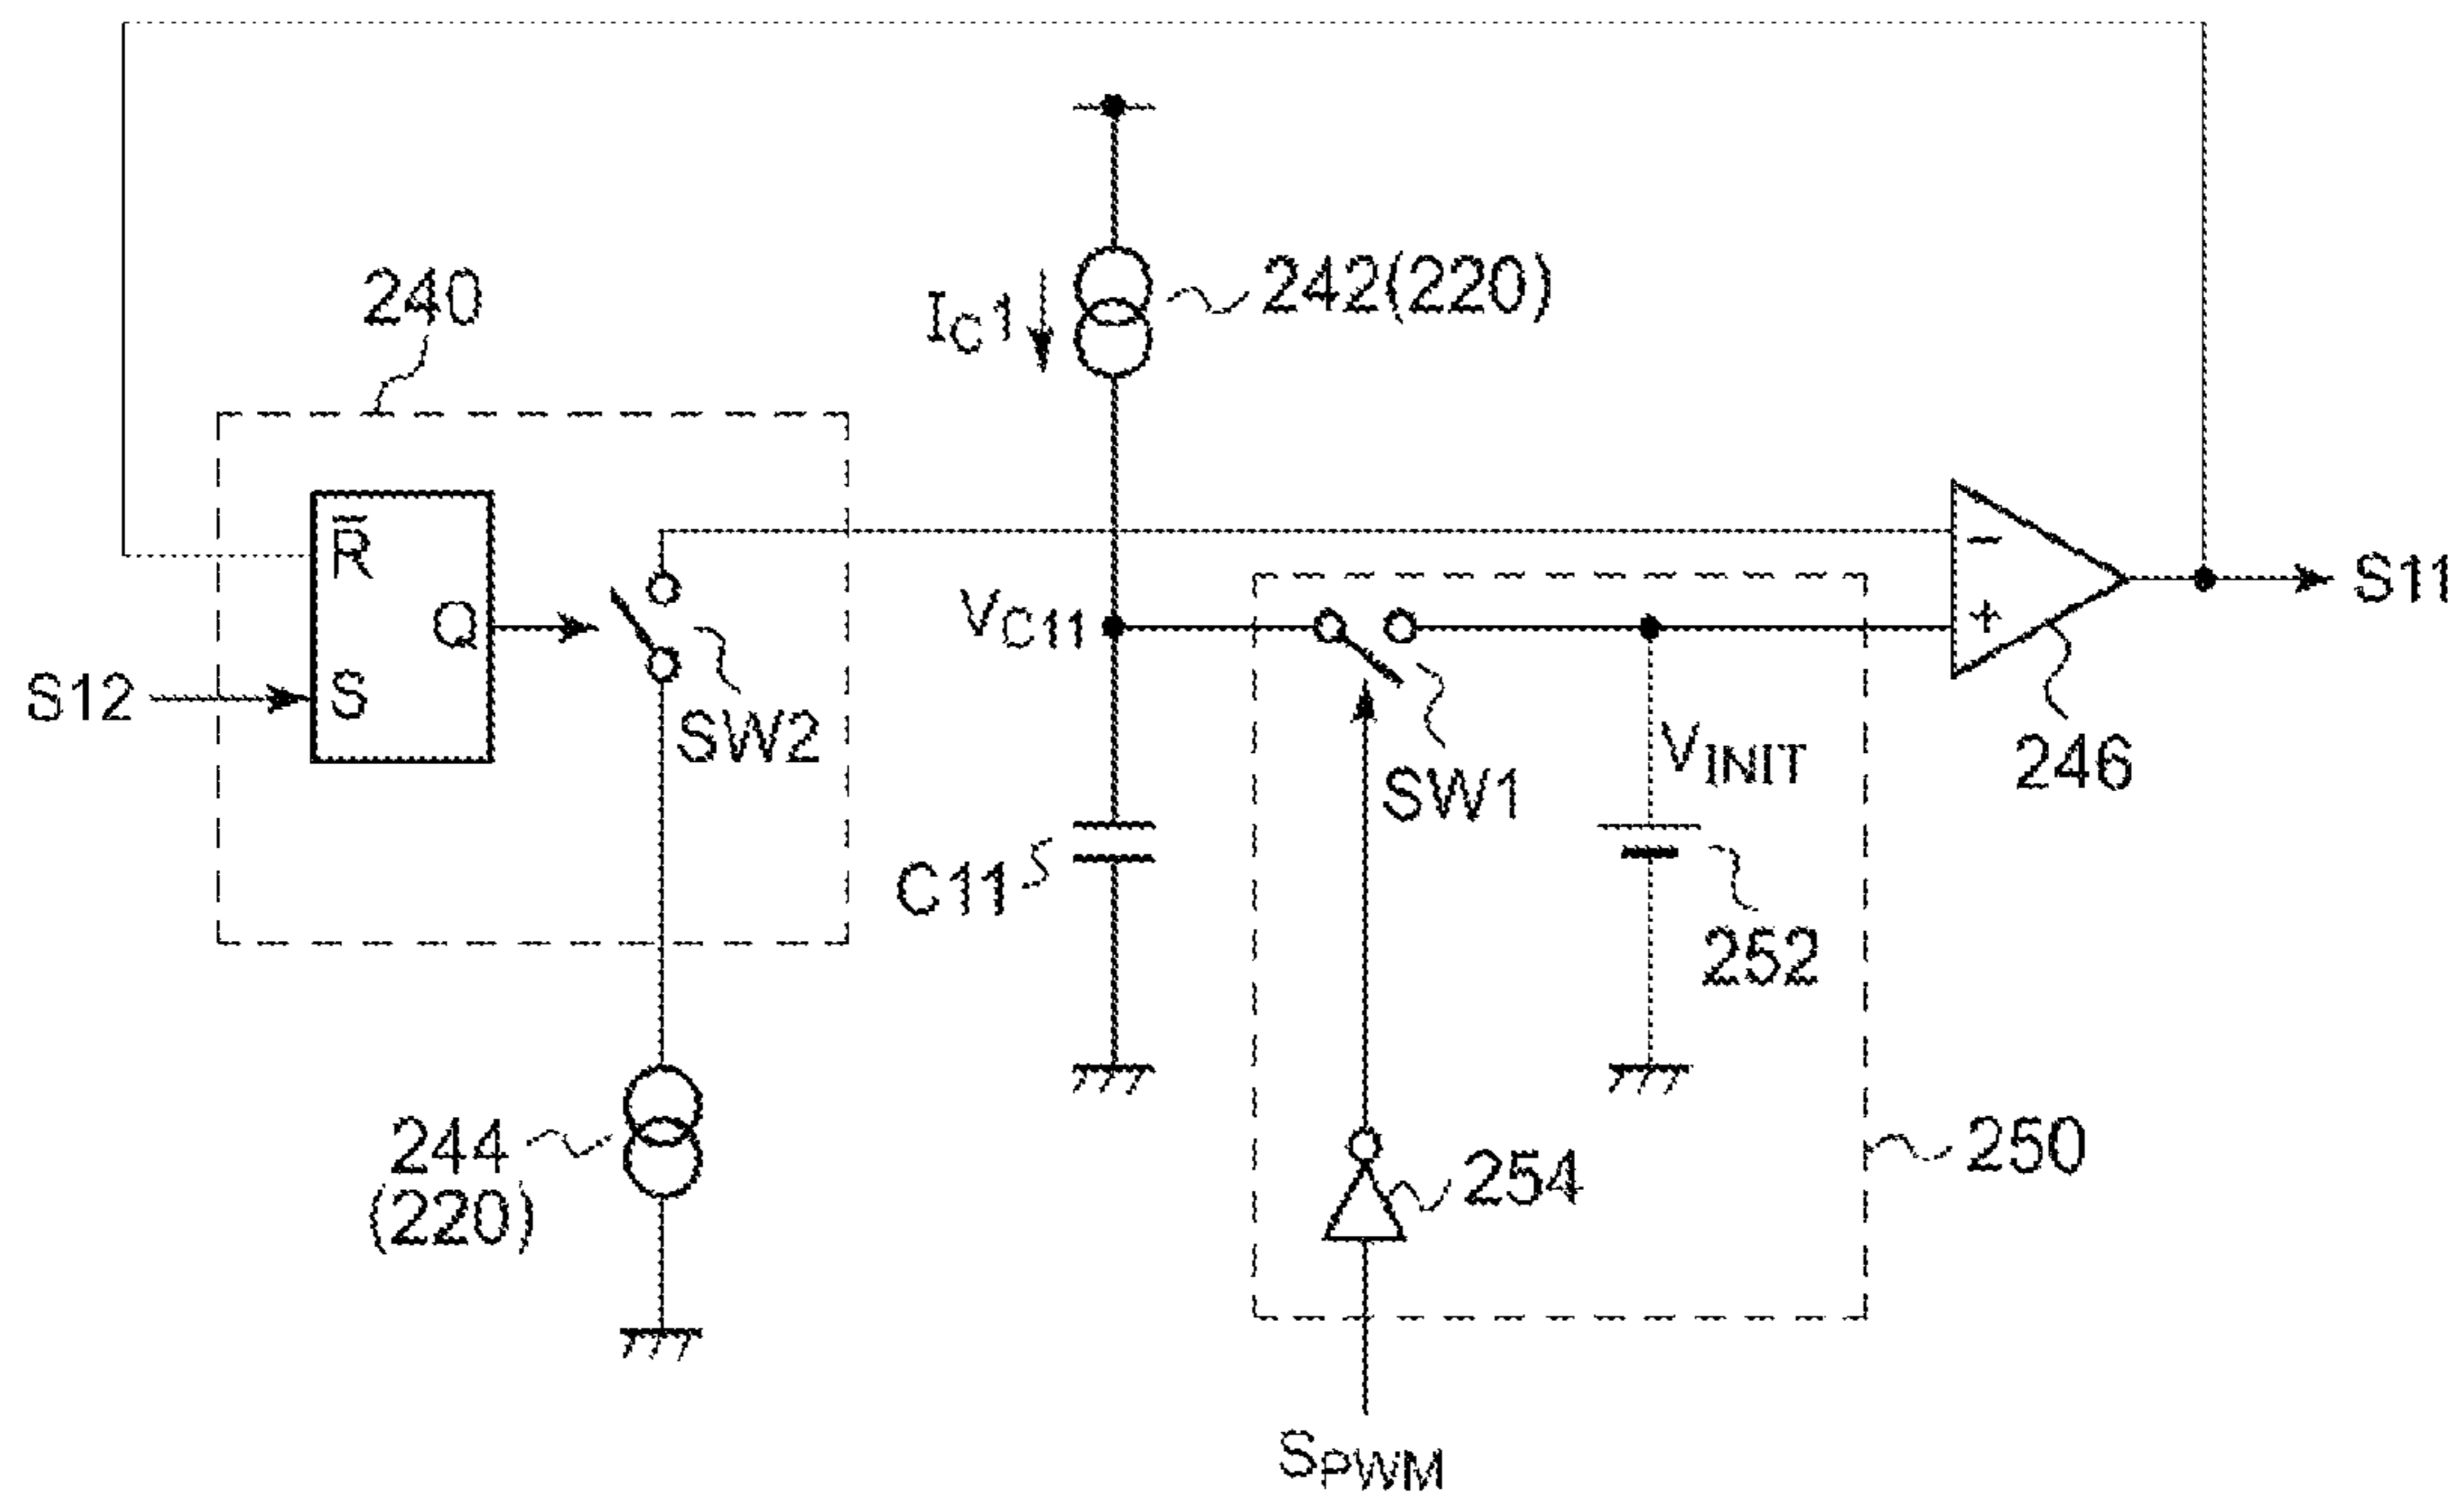 240
IC1
242(220)
R̅
Q
S
S12
SW2
VC11
C11
SW1
VINIT
252
−
+
246
S11
244
(220)
254
250
SPWM